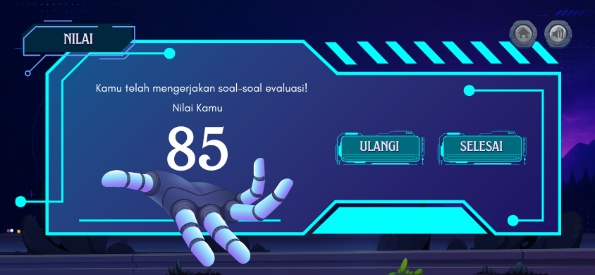 NILAI
Kamu telah mengerjakan soal-soal evaluasi!
Nilai Kamu
85
ULANGI
SELESAI